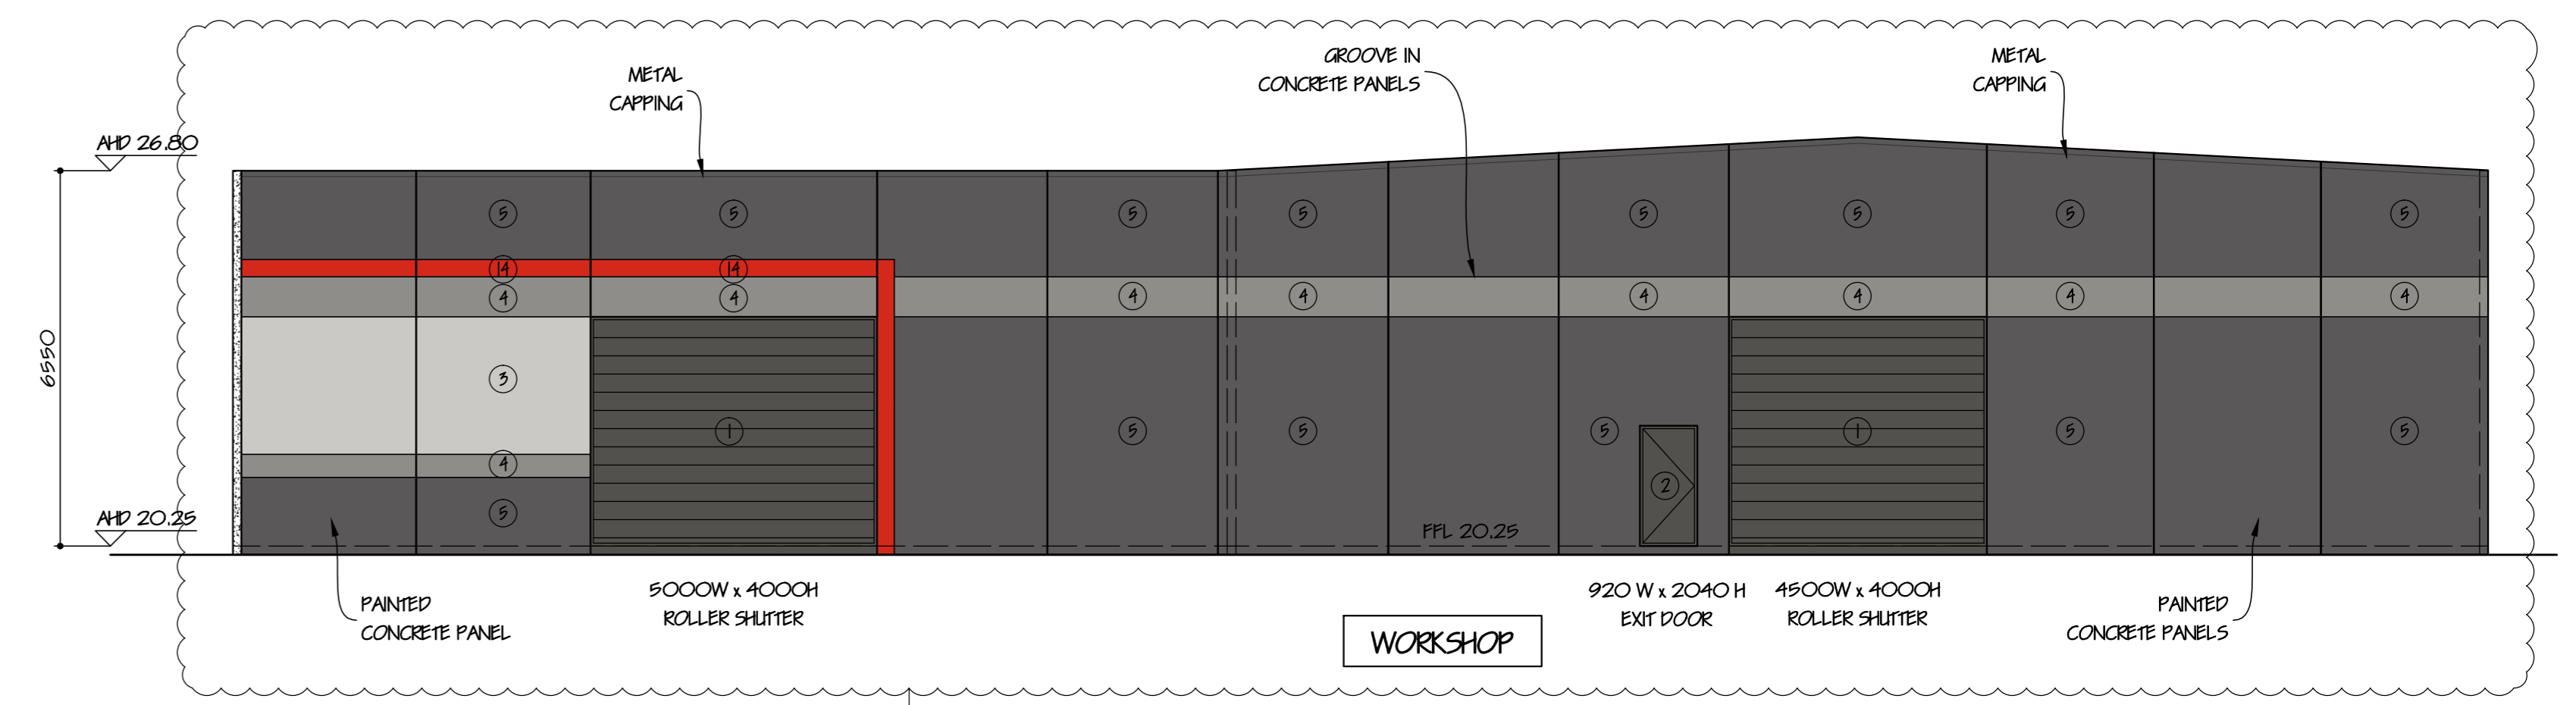 GROOVE IN
CONCRETE PANELS
METAL
CAPPING
METAL
CAPPING
AHD 26.80
5 5 5 5 5 5 5 5
14 14
4 4 4 4 4 4 4 4
6550
3
1 5 5 5 1 5 5
4
2
5
AHD 20.25
FFL 20.25
5000W x 4000H
ROLLER SHUTTER
920 W x 2040 H
EXIT DOOR
4500W x 4000H
ROLLER SHUTTER
PAINTED
CONCRETE PANEL
PAINTED
CONCRETE PANELS
WORKSHOP